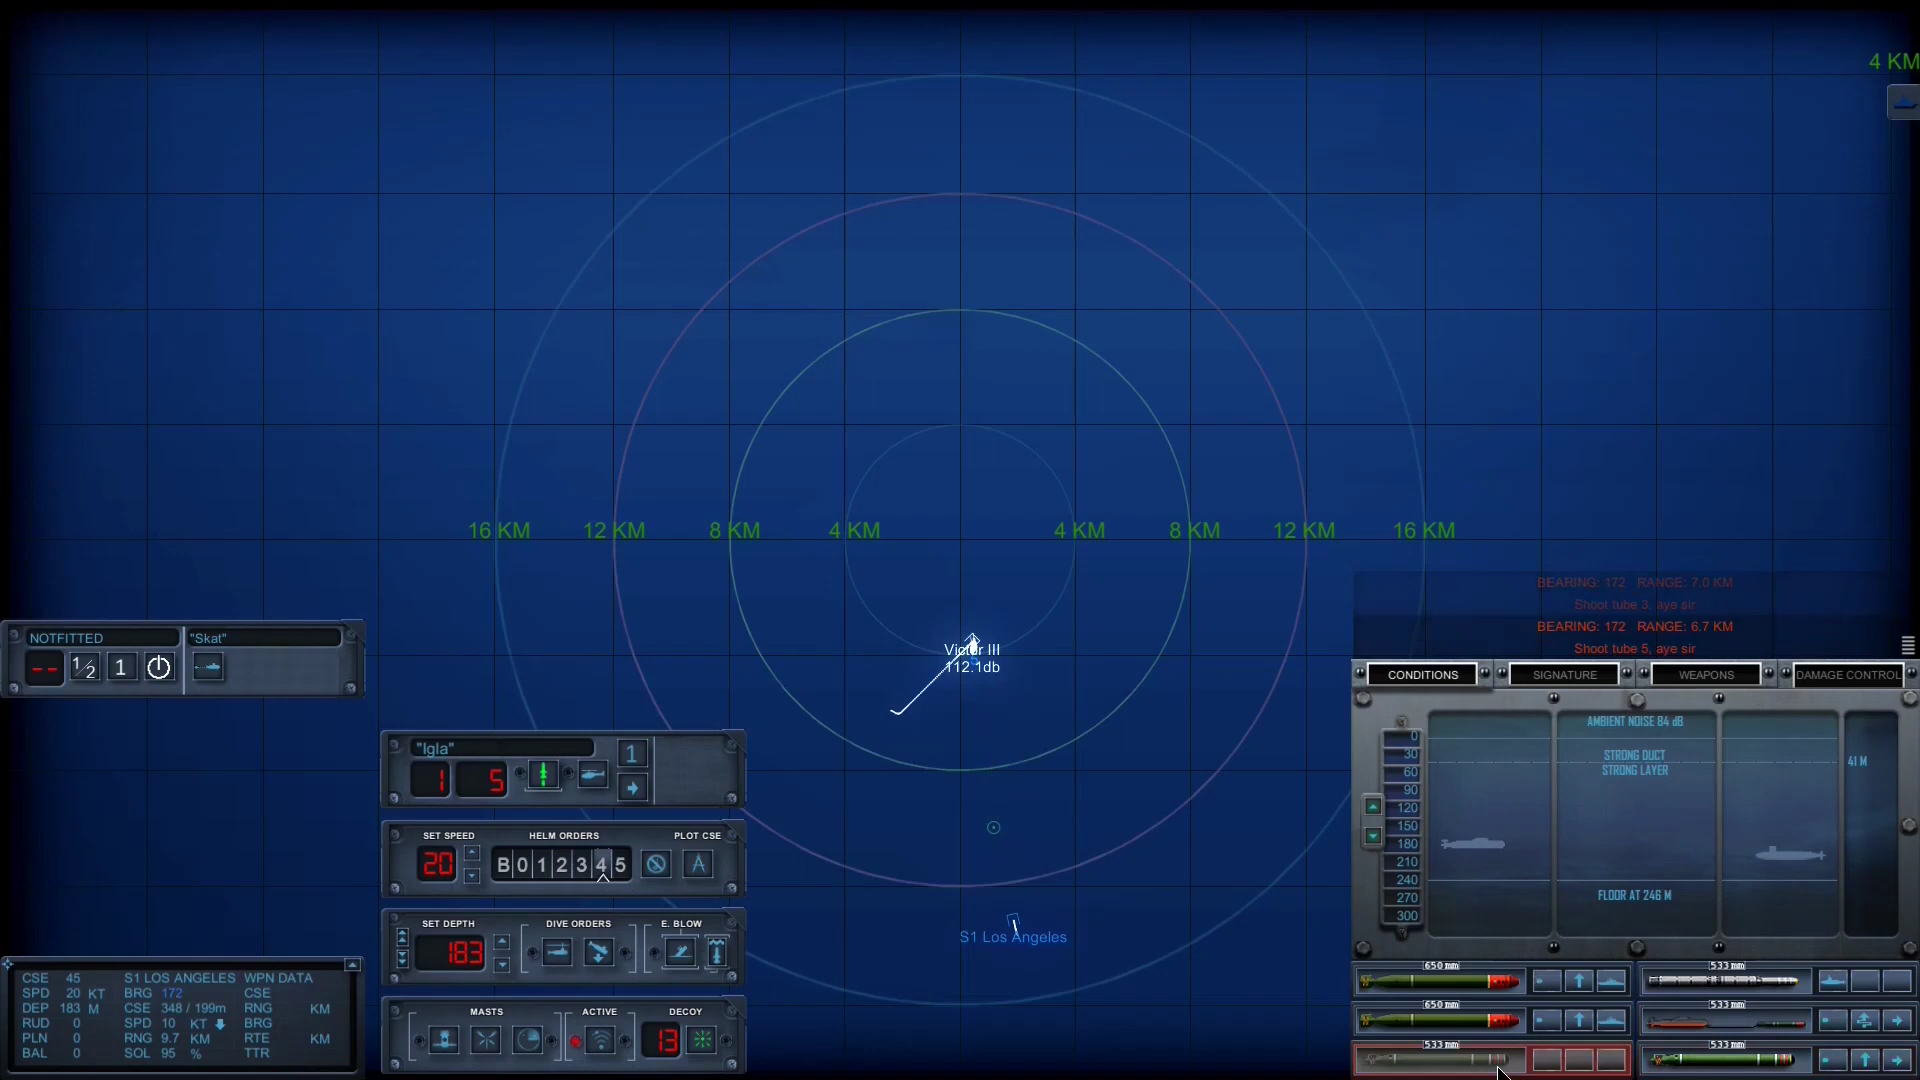 4 KM
16 KM 12 KM 8 KM 4 KM 4 KM 8 KM 12 KM 16 KM
Victor III
112.1db
S1 Los Angeles
BEARING: 172 RANGE: 7.0 KM
Shoot tube 3, aye sir
BEARING: 172 RANGE: 6.7 KM
Shoot tube 5, aye sir
NOTFITTED "Skat"
-- 1/2 1
"Igla"
1 5 1
SET SPEED HELM ORDERS PLOT CSE
20 B 0 1 2 3 4 5
SET DEPTH DIVE ORDERS E. BLOW
183
MASTS ACTIVE DECOY
13
CSE 45 S1 LOS ANGELES WPN DATA
SPD 20 KT BRG 172 CSE
DEP 183 M CSE 348 / 199m RNG KM
RUD 0 SPD 10 KT BRG
PLN 0 RNG 9.7 KM RTE KM
BAL 0 SOL 95 % TTR
CONDITIONS SIGNATURE WEAPONS DAMAGE CONTROL
AMBIENT NOISE 84 dB
STRONG DUCT
STRONG LAYER
41 M
FLOOR AT 246 M
0
30
60
90
120
150
180
210
240
270
300
650 mm 533 mm
650 mm 533 mm
533 mm 533 mm